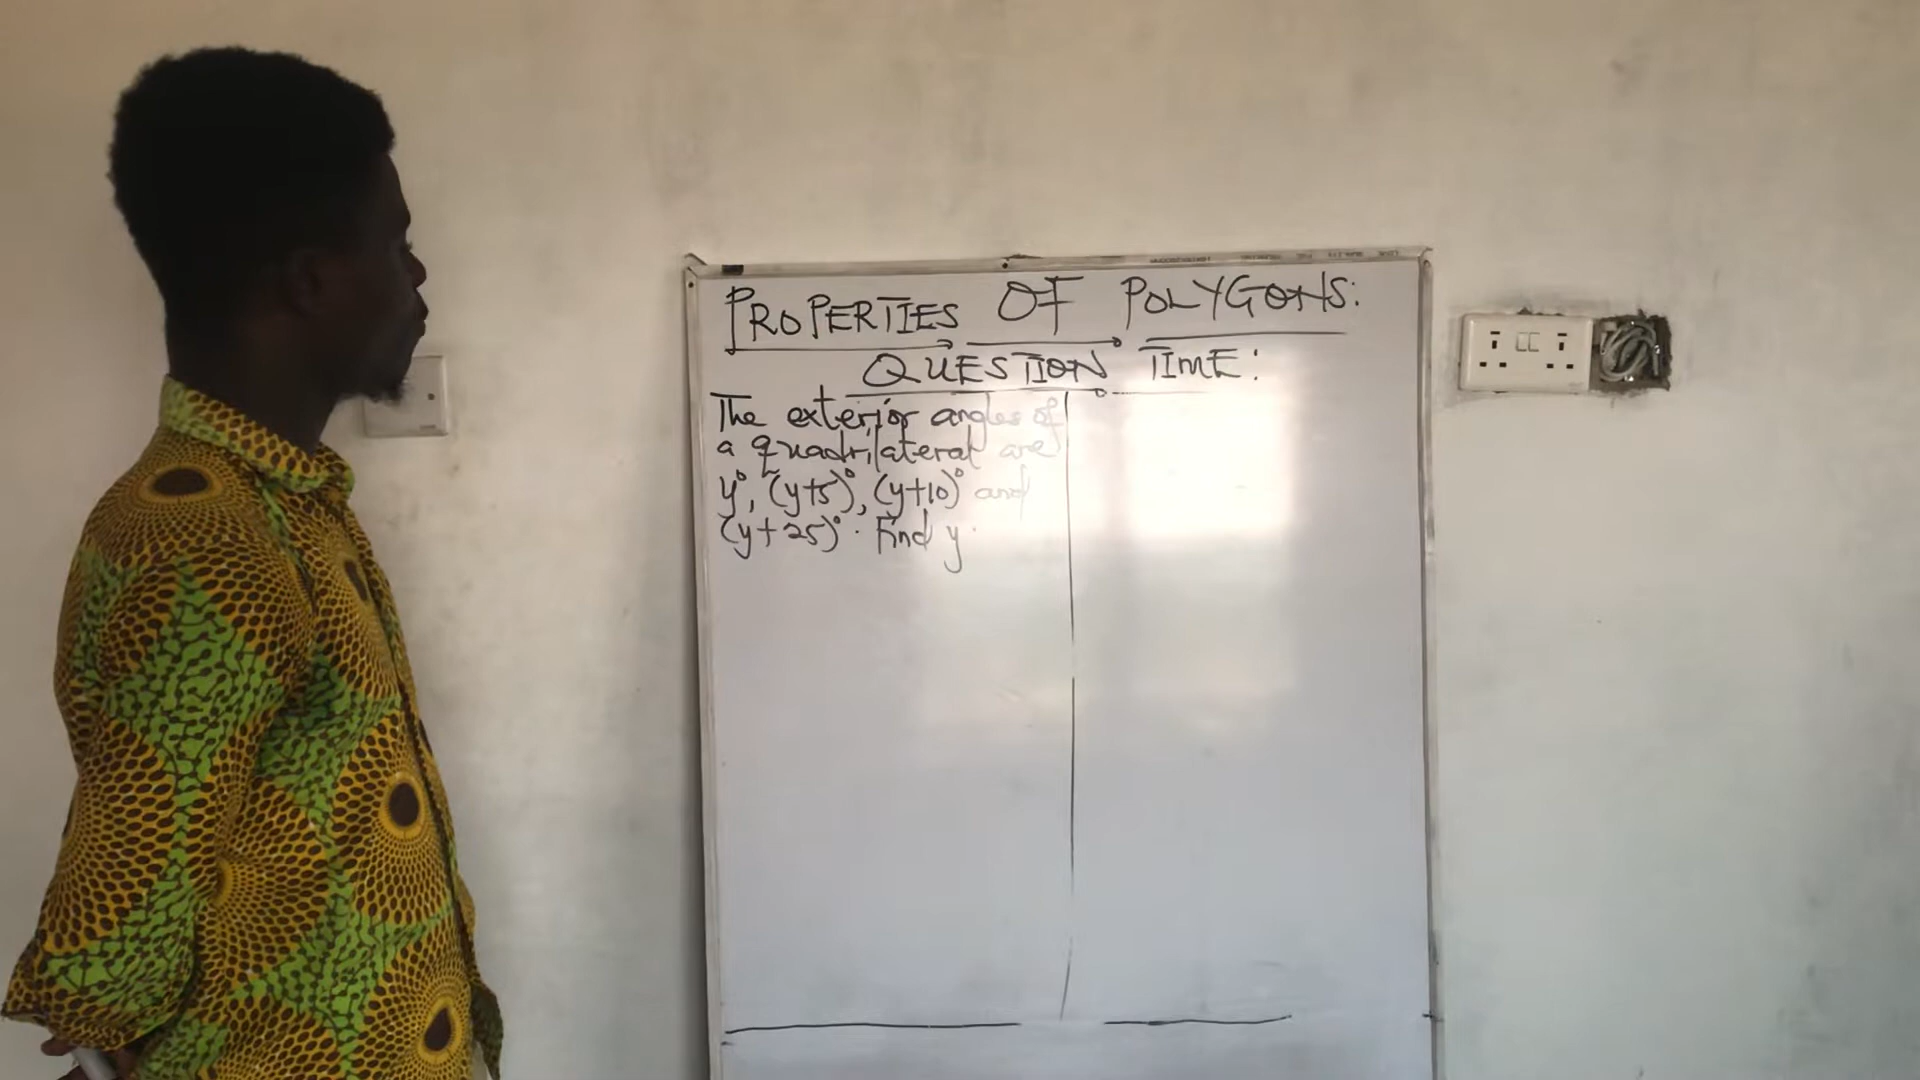 PROPERTIES OF POLYGONS:
QUESTION TIME:
The exterior angles of
a quadrilateral are
y°, (y+5)°, (y+10)° and
(y+25)°. Find y.